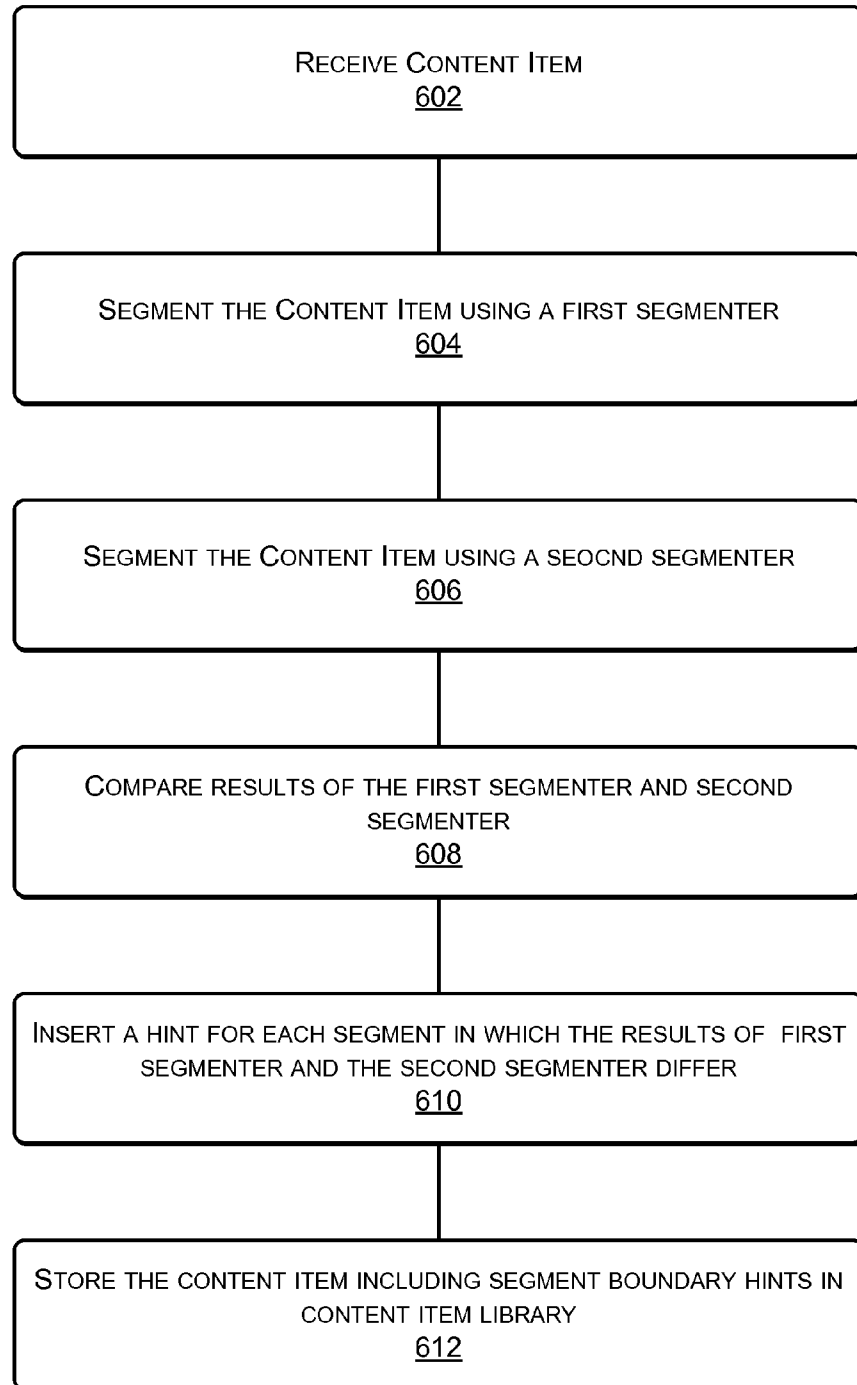 RECEIVE CONTENT ITEM
602
SEGMENT THE CONTENT ITEM USING A FIRST SEGMENTER
604
SEGMENT THE CONTENT ITEM USING A SEOCND SEGMENTER
606
COMPARE RESULTS OF THE FIRST SEGMENTER AND SECOND
SEGMENTER
608
INSERT A HINT FOR EACH SEGMENT IN WHICH THE RESULTS OF FIRST
SEGMENTER AND THE SECOND SEGMENTER DIFFER
610
STORE THE CONTENT ITEM INCLUDING SEGMENT BOUNDARY HINTS IN
CONTENT ITEM LIBRARY
612